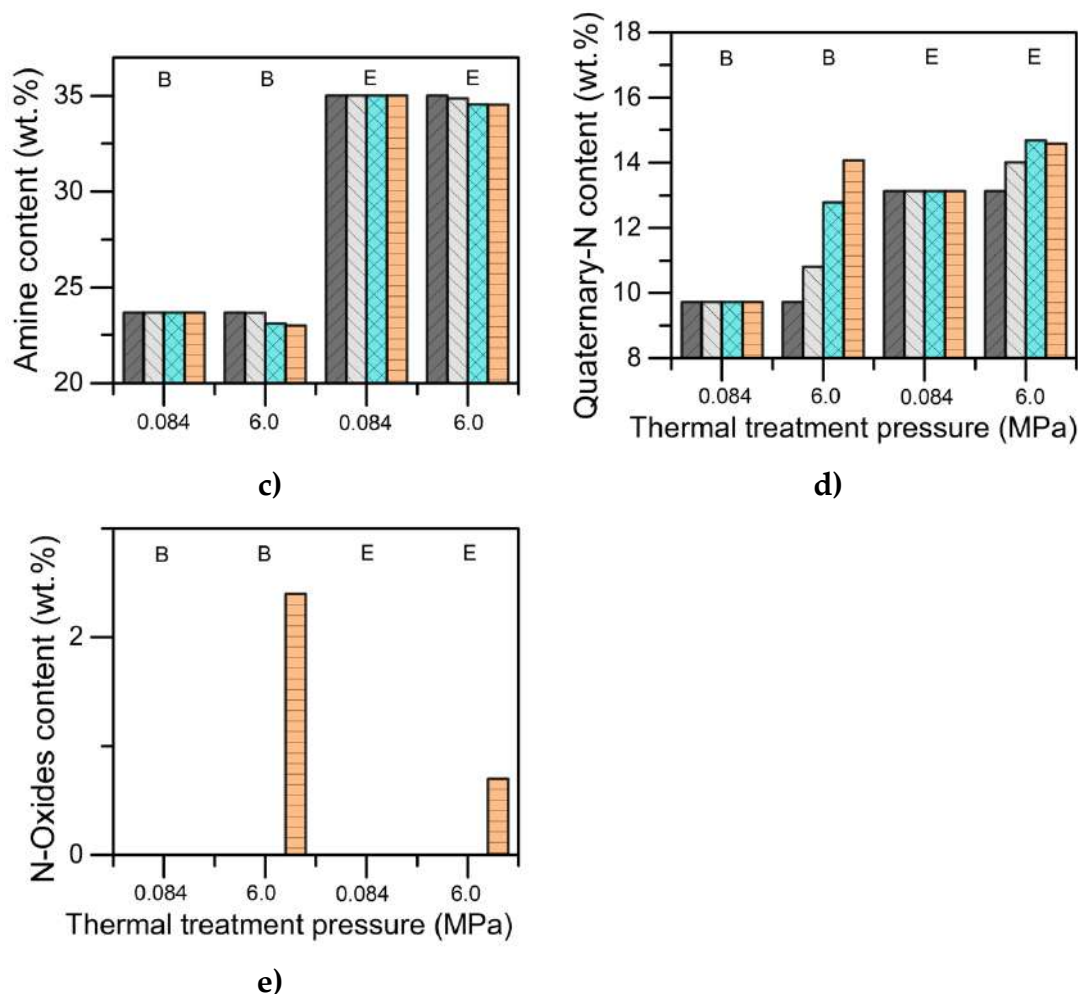 Amine content (wt.%)
35
30
25
20
B B E E
0.084 6.0 0.084 6.0
c)
Quaternary-N content (wt.%)
18
16
14
12
10
8
B B E E
0.084 6.0 0.084 6.0
Thermal treatment pressure (MPa)
d)
N-Oxides content (wt.%)
2
0
B B E E
0.084 6.0 0.084 6.0
Thermal treatment pressure (MPa)
e)